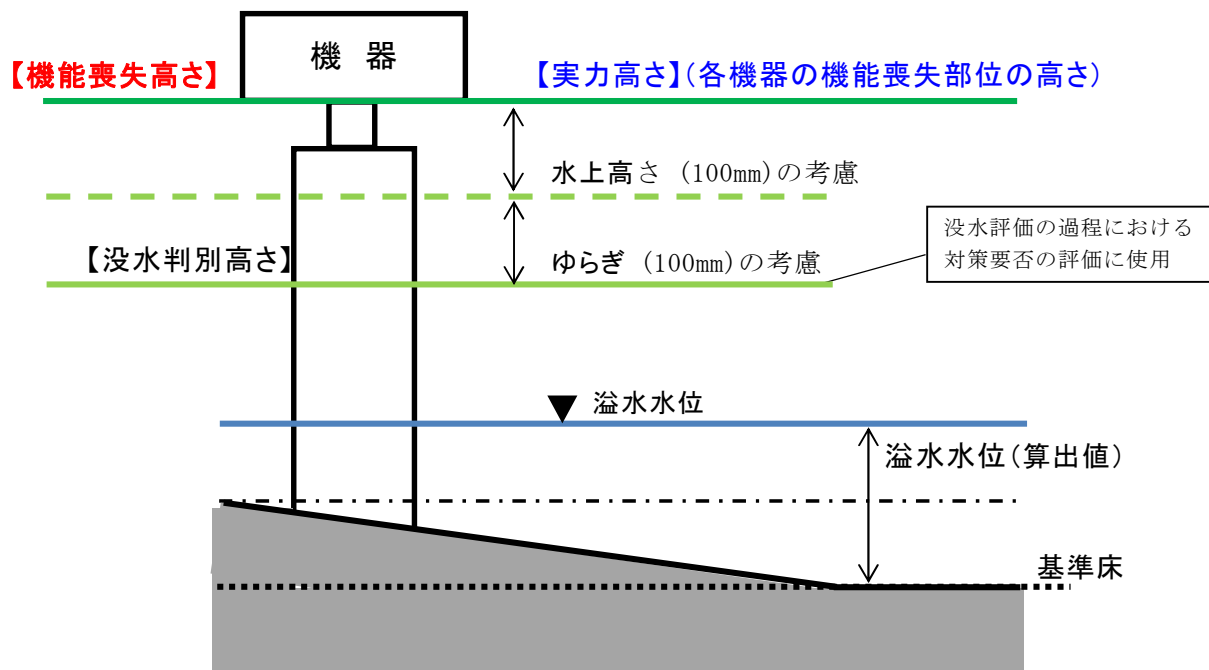 機 器
【機能喪失高さ】
【実力高さ】(各機器の機能喪失部位の高さ)
水上高さ (100mm)の考慮
没水評価の過程における
対策要否の評価に使用
【没水判別高さ】
ゆらぎ (100mm)の考慮
▼ 溢水水位
溢水水位(算出値)
基準床